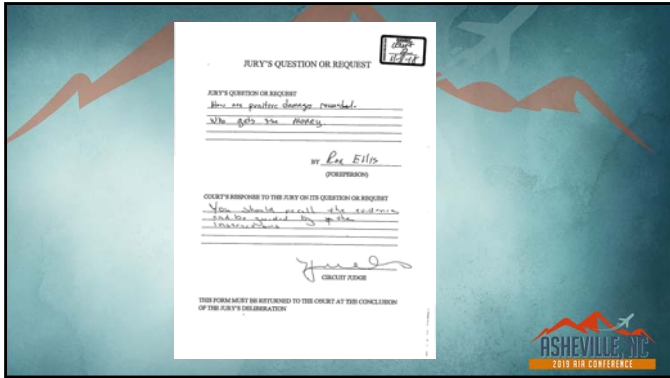 COURT
JURY'S QUESTION OR REQUEST
JURY'S QUESTION OR REQUEST
How are punitive damages rewarded.
Who gets the money.
BY Ellis
(FOREPERSON)
COURT'S RESPONSE TO THE JURY ON ITS QUESTION OR REQUEST
You should recall the evidence
and be guided by the
Instructions
CIRCUIT JUDGE
THIS FORM MUST BE RETURNED TO THE COURT AT THE CONCLUSION
OF THE JURY'S DELIBERATION
ASHEVILLE, NC
2019 AIR CONFERENCE